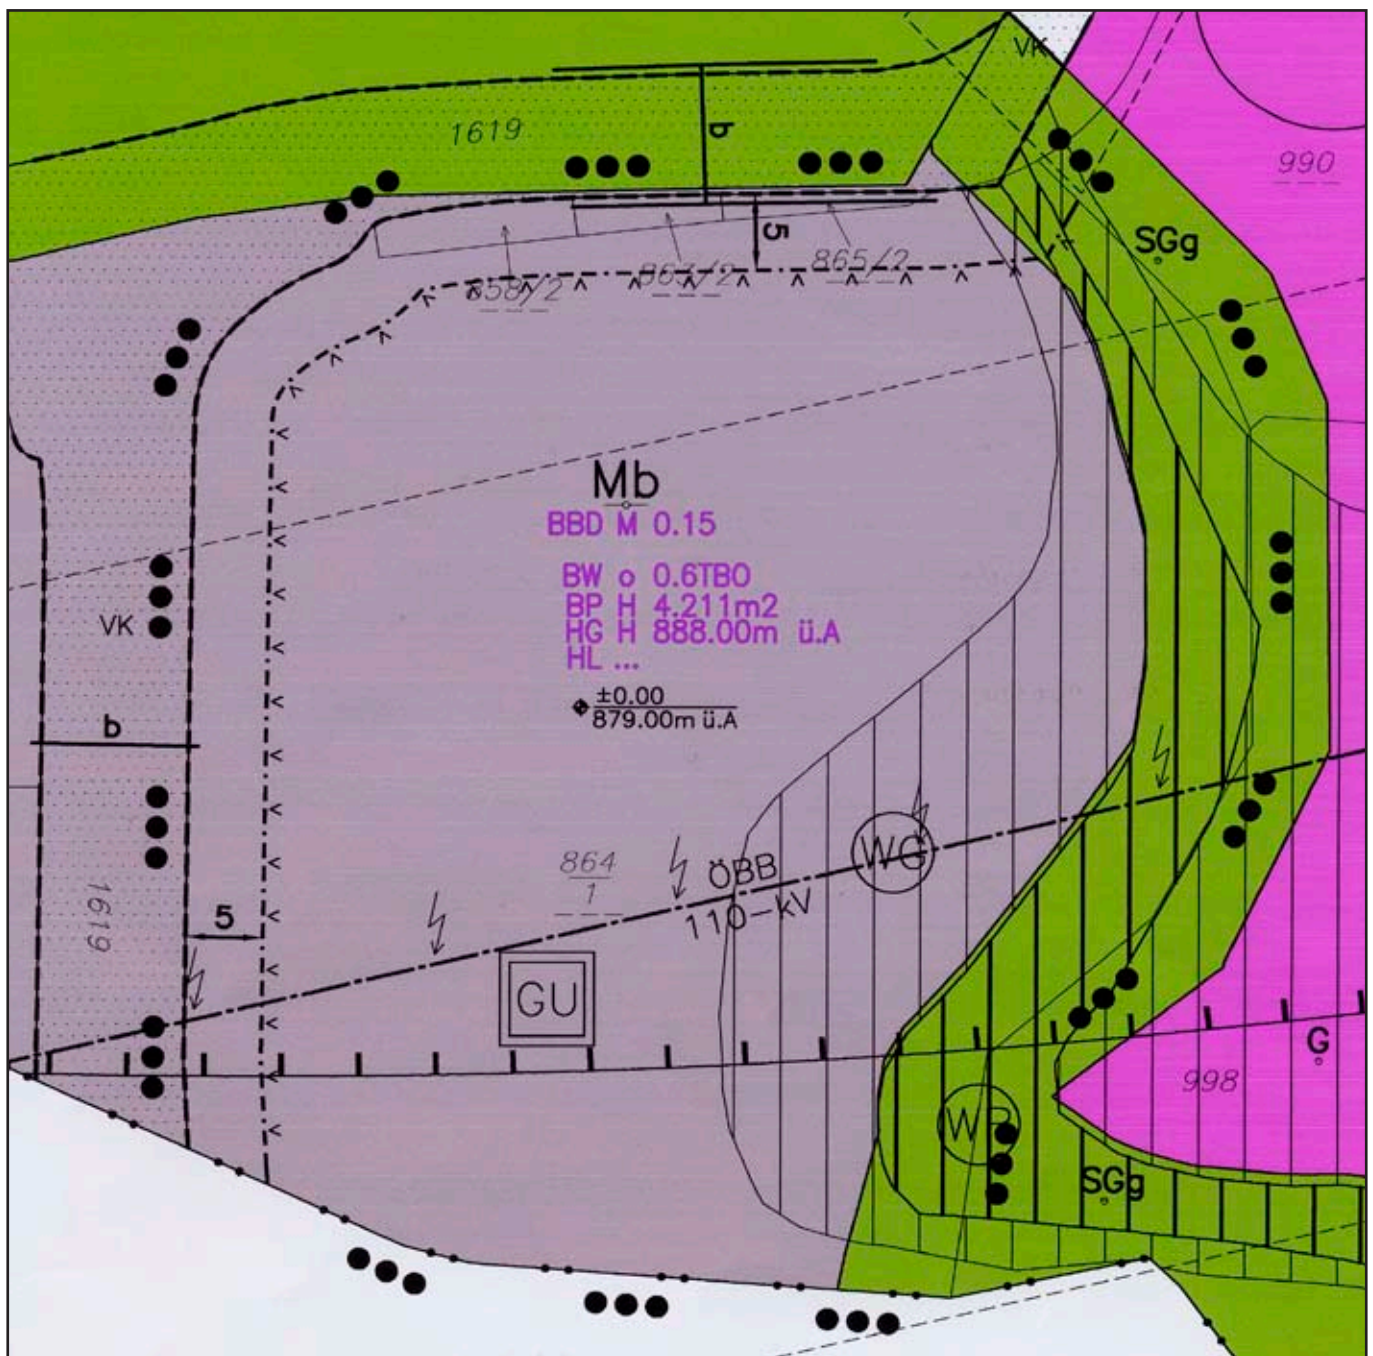 VK
1619
b
990
SGg
5
858/2
863/2
865/2
Mb
BBD M 0.15
BW o 0.6TBO
BP H 4.211m2
HG H 888.00m ü.A
HL ...
±0.00
879.00m ü.A
VK
b
864
1
ÖBB
110-kV
WG
1619
5
GU
G
998
WP
SGg